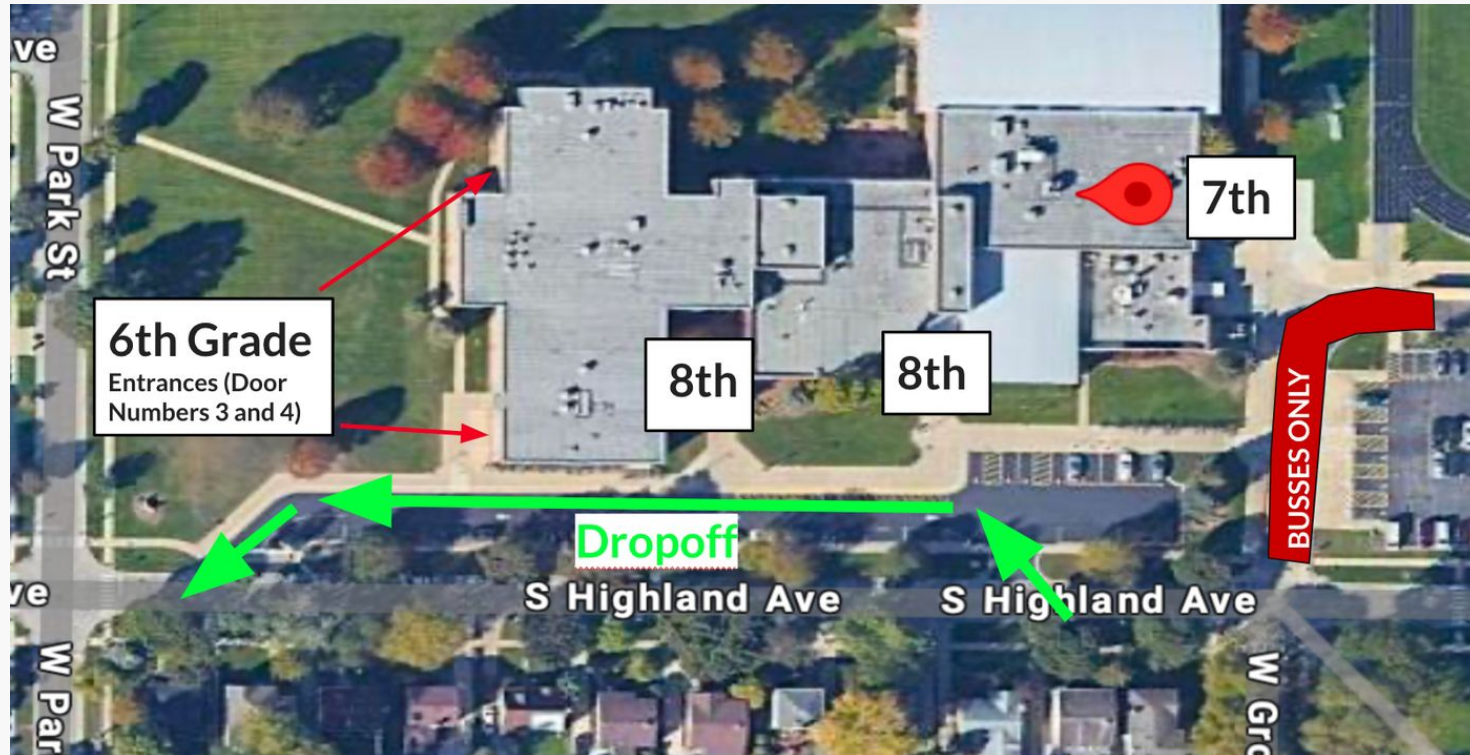 ve
W Park St
7th
6th Grade
Entrances (Door
Numbers 3 and 4)
8th
8th
BUSSES ONLY
Dropoff
ve
S Highland Ave
S Highland Ave
W Par
W Gro